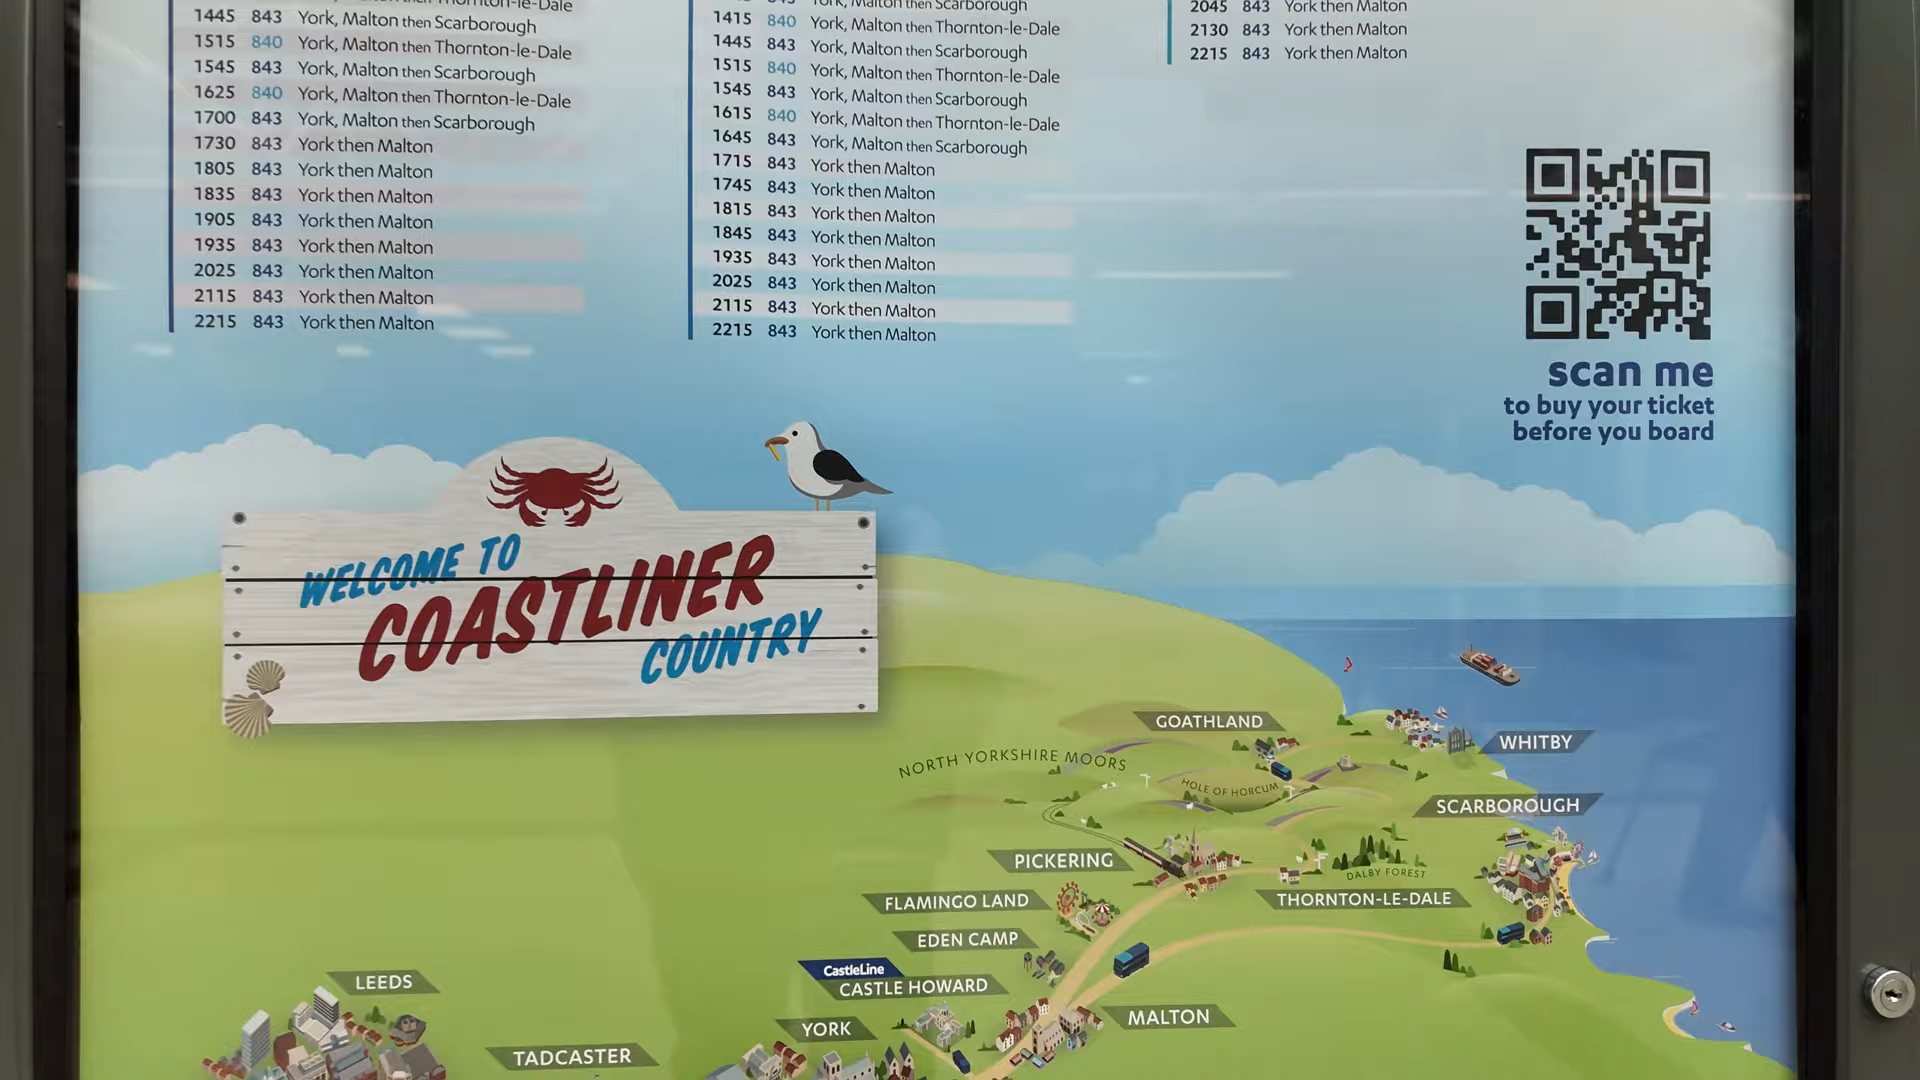 1445 843 York, Malton then Scarborough
1515 840 York, Malton then Thornton-le-Dale
1545 843 York, Malton then Scarborough
1625 840 York, Malton then Thornton-le-Dale
1700 843 York, Malton then Scarborough
1730 843 York then Malton
1805 843 York then Malton
1835 843 York then Malton
1905 843 York then Malton
1935 843 York then Malton
2025 843 York then Malton
2115 843 York then Malton
2215 843 York then Malton
1415 840 York, Malton then Thornton-le-Dale
1445 843 York, Malton then Scarborough
1515 840 York, Malton then Thornton-le-Dale
1545 843 York, Malton then Scarborough
1615 840 York, Malton then Thornton-le-Dale
1645 843 York, Malton then Scarborough
1715 843 York then Malton
1745 843 York then Malton
1815 843 York then Malton
1845 843 York then Malton
1935 843 York then Malton
2025 843 York then Malton
2115 843 York then Malton
2215 843 York then Malton
2045 843 York then Malton
2130 843 York then Malton
2215 843 York then Malton
scan me
to buy your ticket
before you board
WELCOME TO
COASTLINER
COUNTRY
GOATHLAND
WHITBY
NORTH YORKSHIRE MOORS
HOLE OF HORCUM
SCARBOROUGH
PICKERING
DALBY FOREST
FLAMINGO LAND
THORNTON-LE-DALE
EDEN CAMP
CastleLine
CASTLE HOWARD
LEEDS
YORK
MALTON
TADCASTER